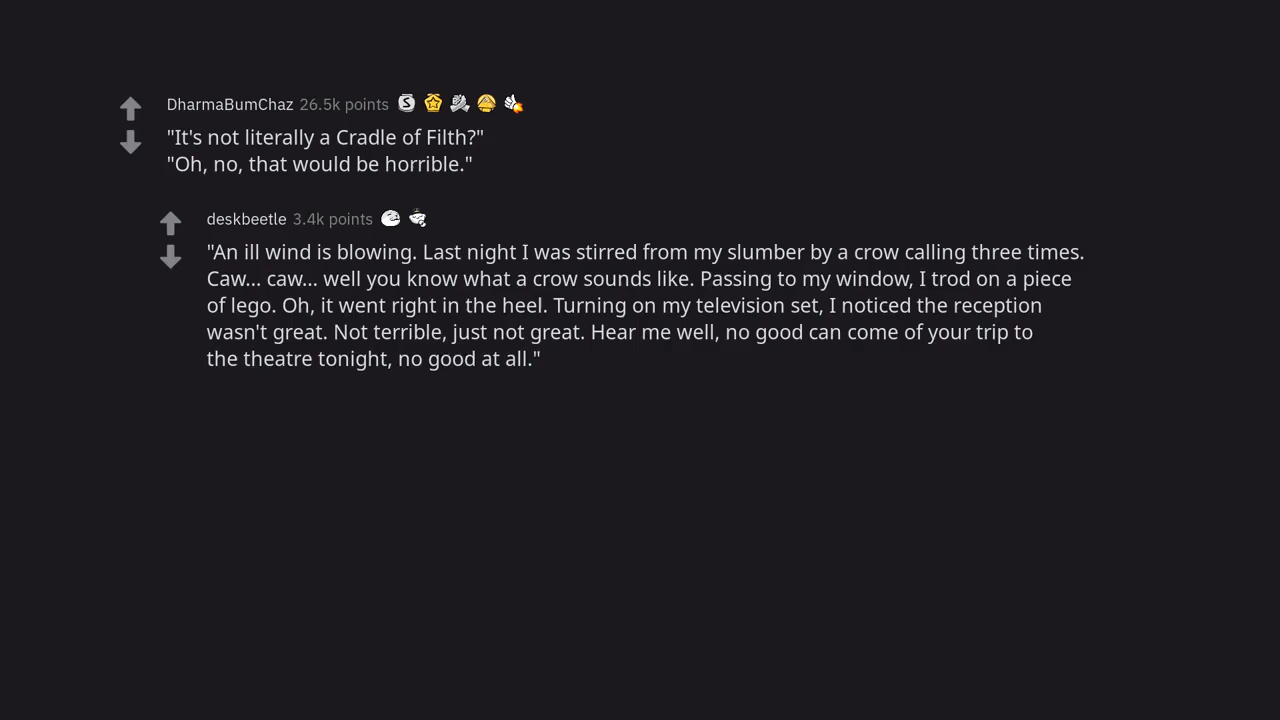 DharmaBumChaz 26.5k points
"It's not literally a Cradle of Filth?"
"Oh, no, that would be horrible."
deskbeetle 3.4k points
"An ill wind is blowing. Last night I was stirred from my slumber by a crow calling three times.
Caw... caw... well you know what a crow sounds like. Passing to my window, I trod on a piece
of lego. Oh, it went right in the heel. Turning on my television set, I noticed the reception
wasn't great. Not terrible, just not great. Hear me well, no good can come of your trip to
the theatre tonight, no good at all."